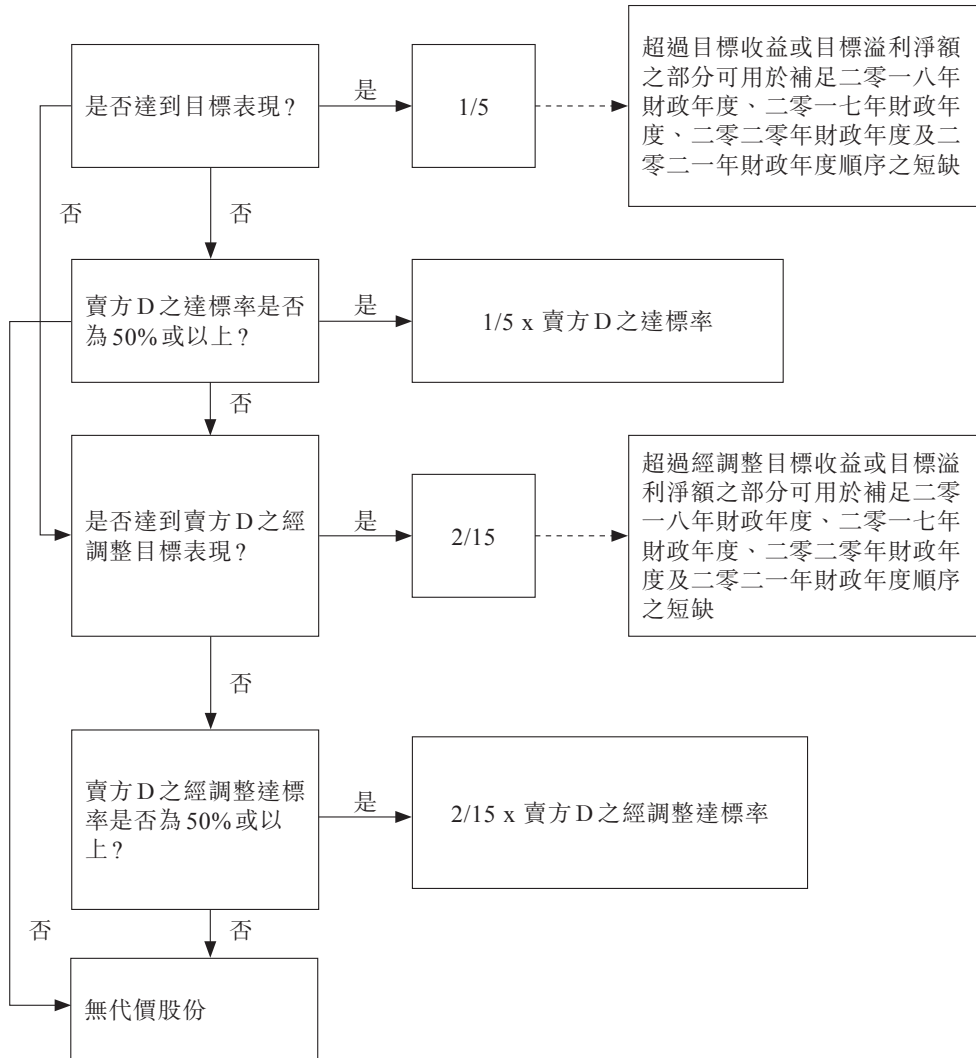 是否達到目標表現？
是
1/5
超過目標收益或目標溢利淨額
之部分可用於補足二零一八年
財政年度、二零一七年財政年
度、二零二零年財政年度及二
零二一年財政年度順序之短缺
否
否
賣方D之達標率是否
為50%或以上？
是
1/5 x 賣方D之達標率
否
是否達到賣方D之經
調整目標表現？
是
2/15
超過經調整目標收益或目標溢
利淨額之部分可用於補足二零
一八年財政年度、二零一七年
財政年度、二零二零年財政年
度及二零二一年財政年度順序
之短缺
否
賣方D之經調整達標
率是否為50%或以
上？
是
2/15 x 賣方D之經調整達標率
否
否
無代價股份